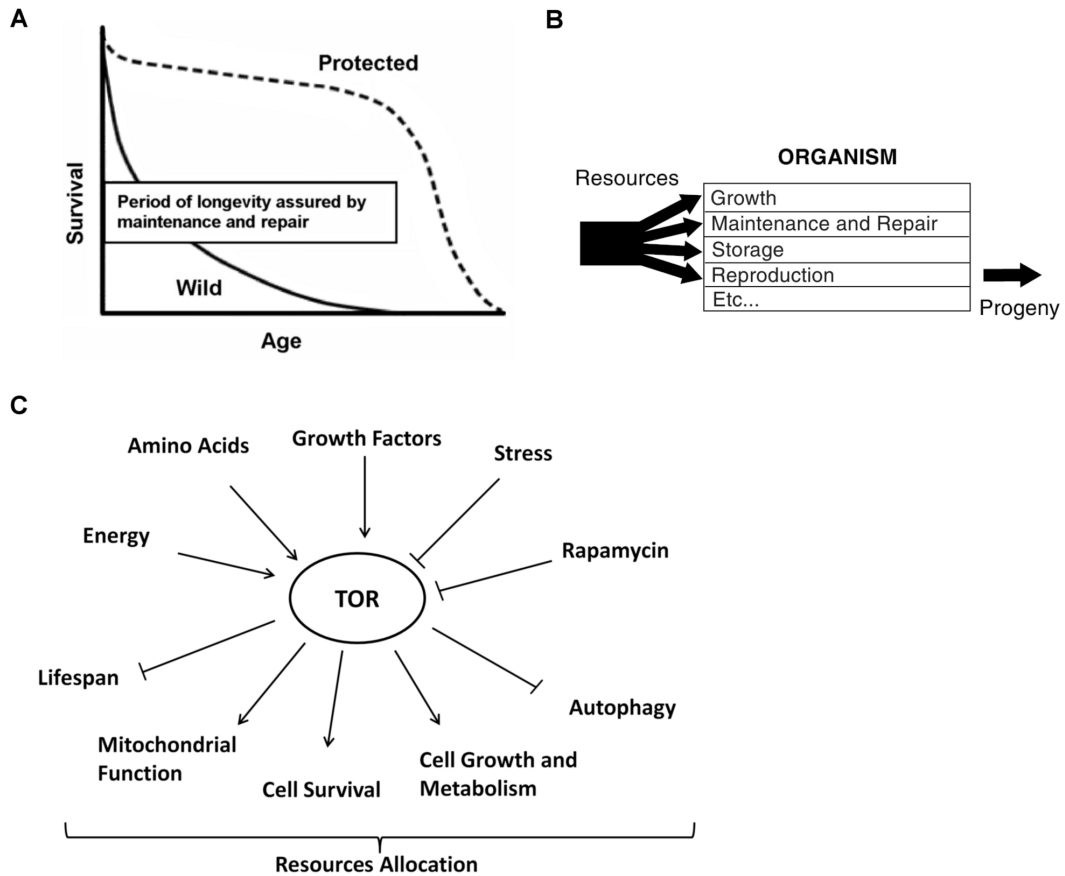 A
Survival
Protected
Period of longevity assured by
maintenance and repair
Wild
Age
B
ORGANISM
Resources
Growth
Maintenance and Repair
Storage
Reproduction
Etc...
Progeny
C
Amino Acids
Growth Factors
Stress
Energy
Rapamycin
TOR
Lifespan
Autophagy
Mitochondrial
Function
Cell Survival
Cell Growth and
Metabolism
Resources Allocation